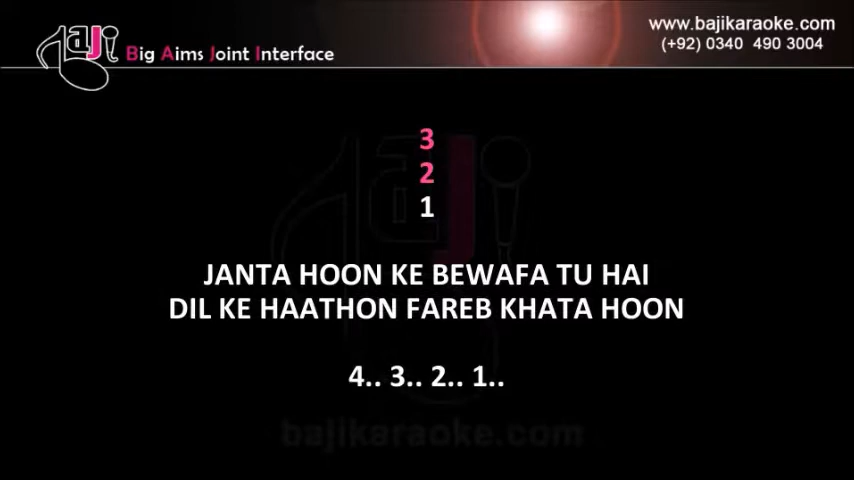 www.bajikaraoke.com
(+92) 0340 490 3004
baji Big Aims Joint Interface
3
2
1
JANTA HOON KE BEWAFA TU HAI
DIL KE HAATHON FAREB KHATA HOON
4.. 3.. 2.. 1..
bajikaraoke.com